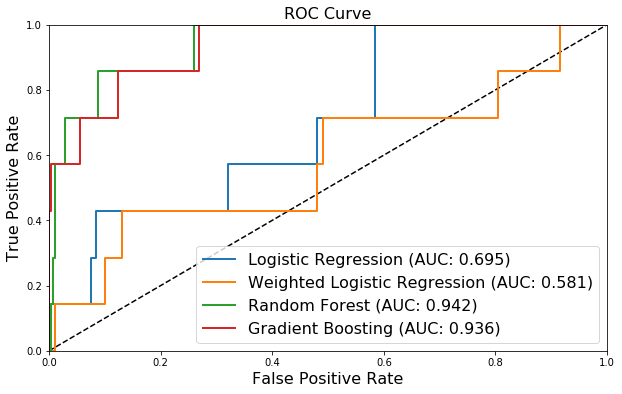 ROC Curve
True Positive Rate
1.0
0.8
0.6
0.4
0.2
0.0
Logistic Regression (AUC: 0.695)
Weighted Logistic Regression (AUC: 0.581)
Random Forest (AUC: 0.942)
Gradient Boosting (AUC: 0.936)
0.0 0.2 0.4 0.6 0.8 1.0
False Positive Rate